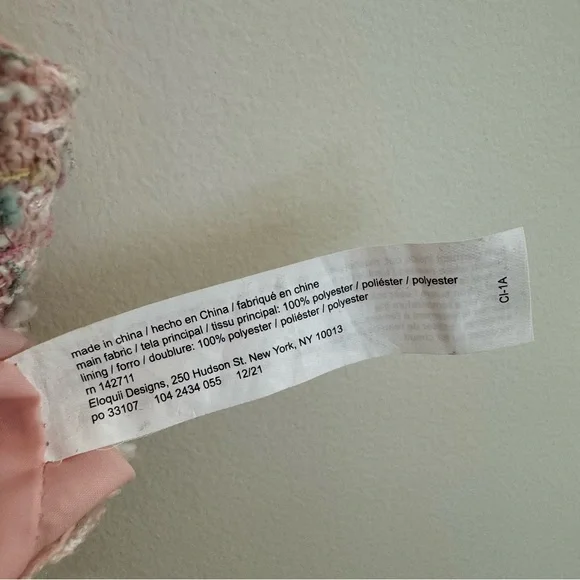 made in china / hecho en China / fabriqué en chine
main fabric / tela principal / tissu principal: 100% polyester / poliéster / polyester
lining / forro / doublure: 100% polyester / poliéster / polyester
rn 142711
Eloquii Designs, 250 Hudson St. New York, NY 10013
po 33107 104 2434 055 12/21
CI-1A